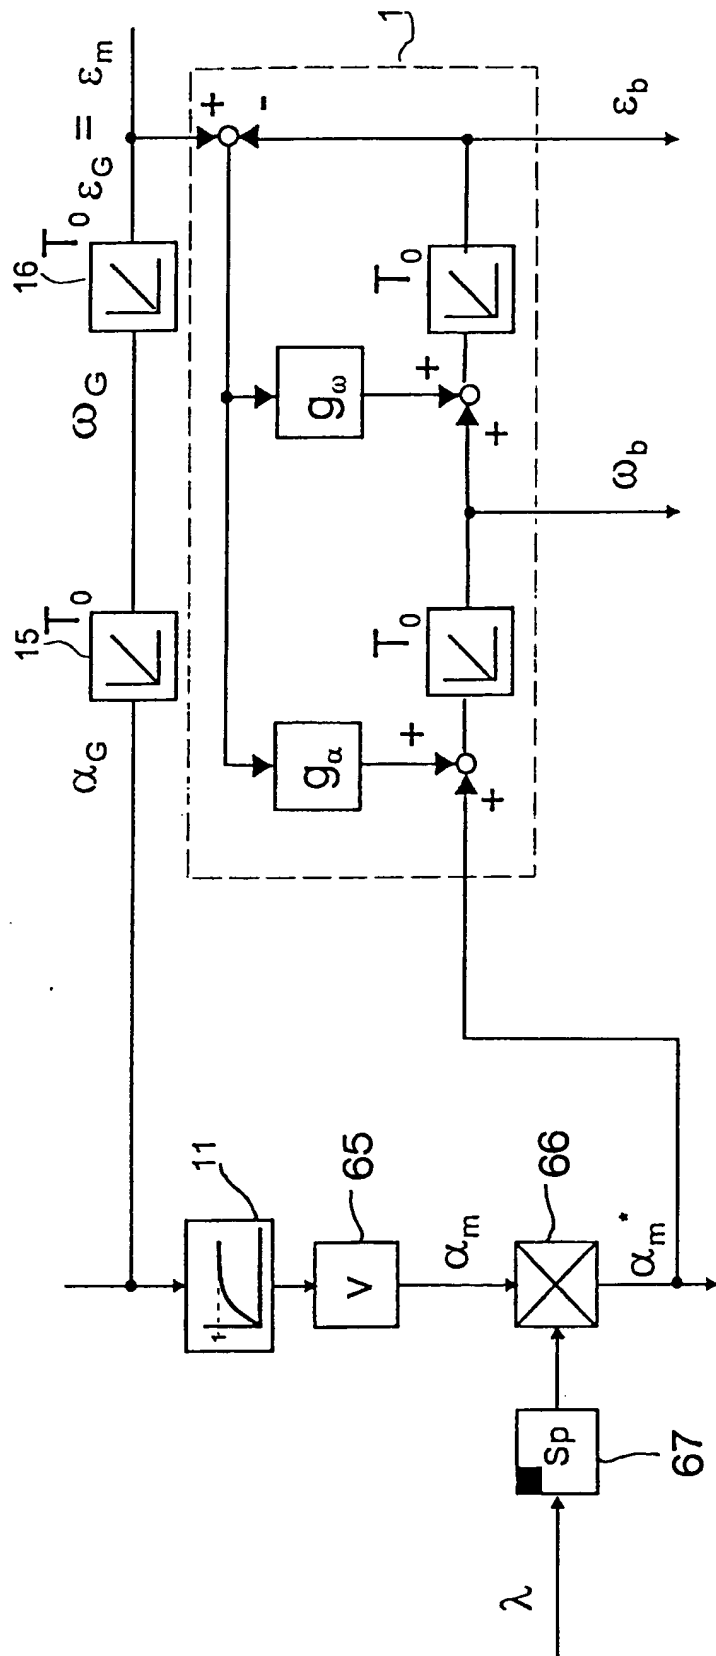 α_G
15
T_0
ω_G
16
T_0
ε_G = ε_m
1
11
1
65
v
α_m
66
α_m*
67
Sp
λ
g_α
+
+
T_0
ω_b
g_ω
+
+
T_0
+
-
ε_b